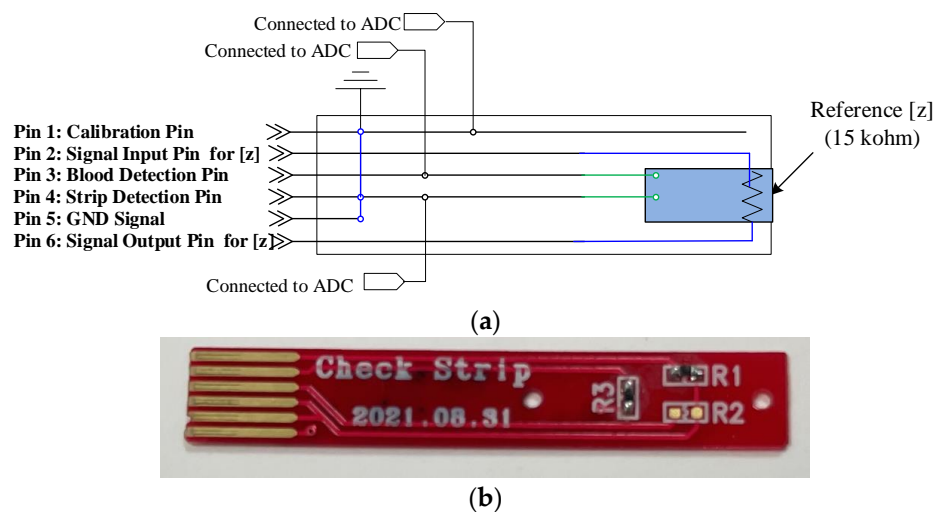 Connected to ADC
Connected to ADC
Reference [z]
(15 kohm)
Pin 1: Calibration Pin
Pin 2: Signal Input Pin for [z]
Pin 3: Blood Detection Pin
Pin 4: Strip Detection Pin
Pin 5: GND Signal
Pin 6: Signal Output Pin for [z]
Connected to ADC
(a)
Check Strip
2021.08.31
R3
R1
R2
(b)